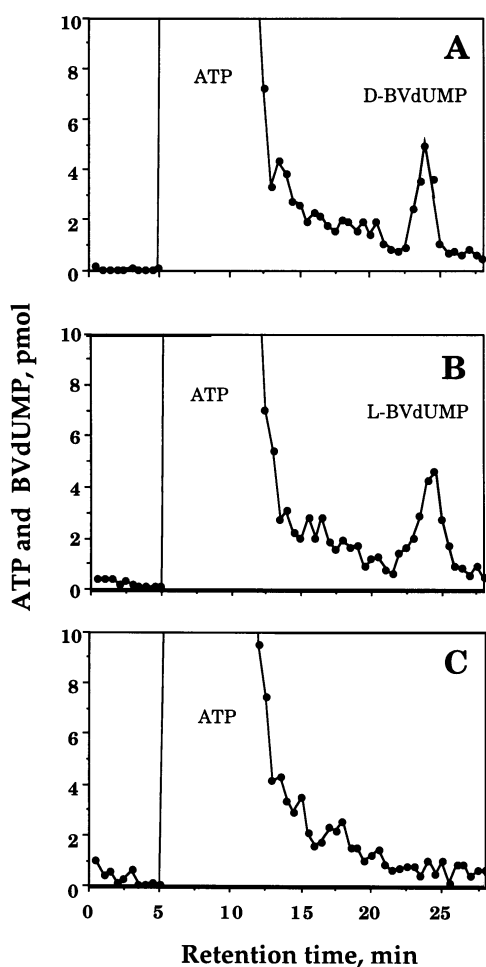 10
8
6
4
2
0
A
ATP
D-BVdUMP
10
8
6
4
2
0
B
ATP
L-BVdUMP
10
8
6
4
2
0
C
ATP
0 5 10 15 20 25
ATP and BVdUMP, pmol
Retention time, min